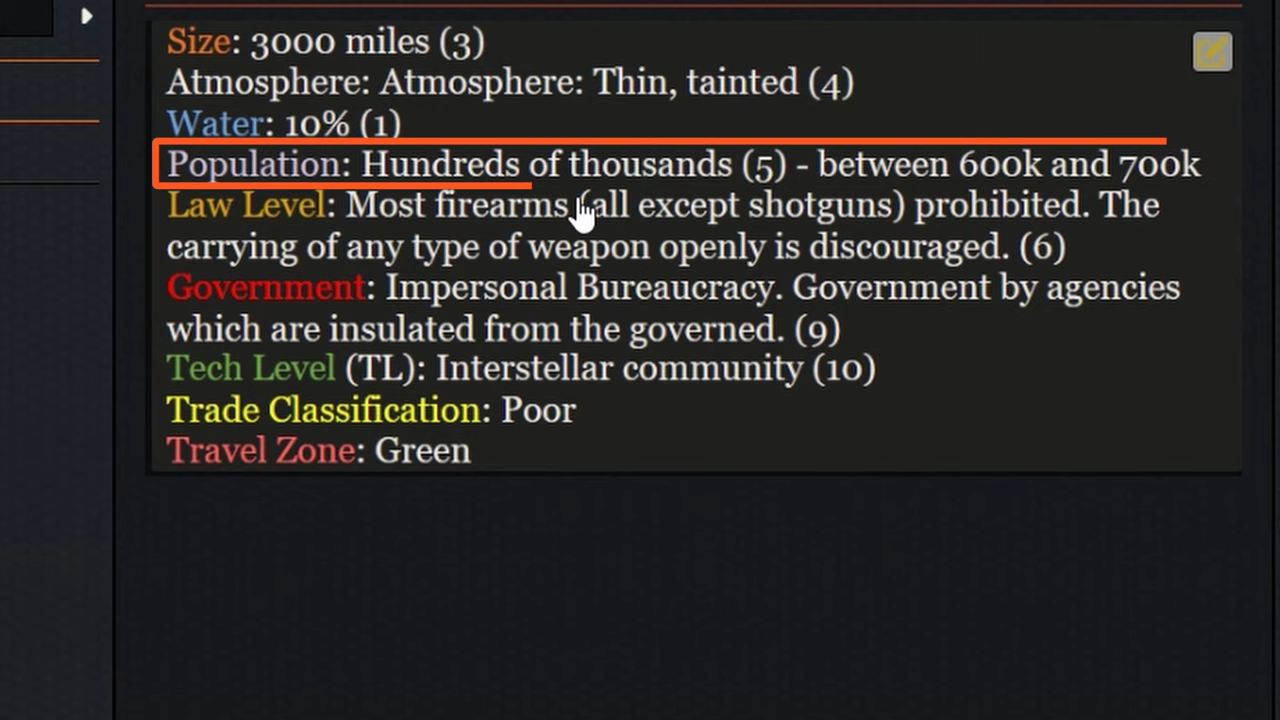 Size: 3000 miles (3)
Atmosphere: Atmosphere: Thin, tainted (4)
Water: 10% (1)
Population: Hundreds of thousands (5) - between 600k and 700k
Law Level: Most firearms (all except shotguns) prohibited. The
carrying of any type of weapon openly is discouraged. (6)
Government: Impersonal Bureaucracy. Government by agencies
which are insulated from the governed. (9)
Tech Level (TL): Interstellar community (10)
Trade Classification: Poor
Travel Zone: Green